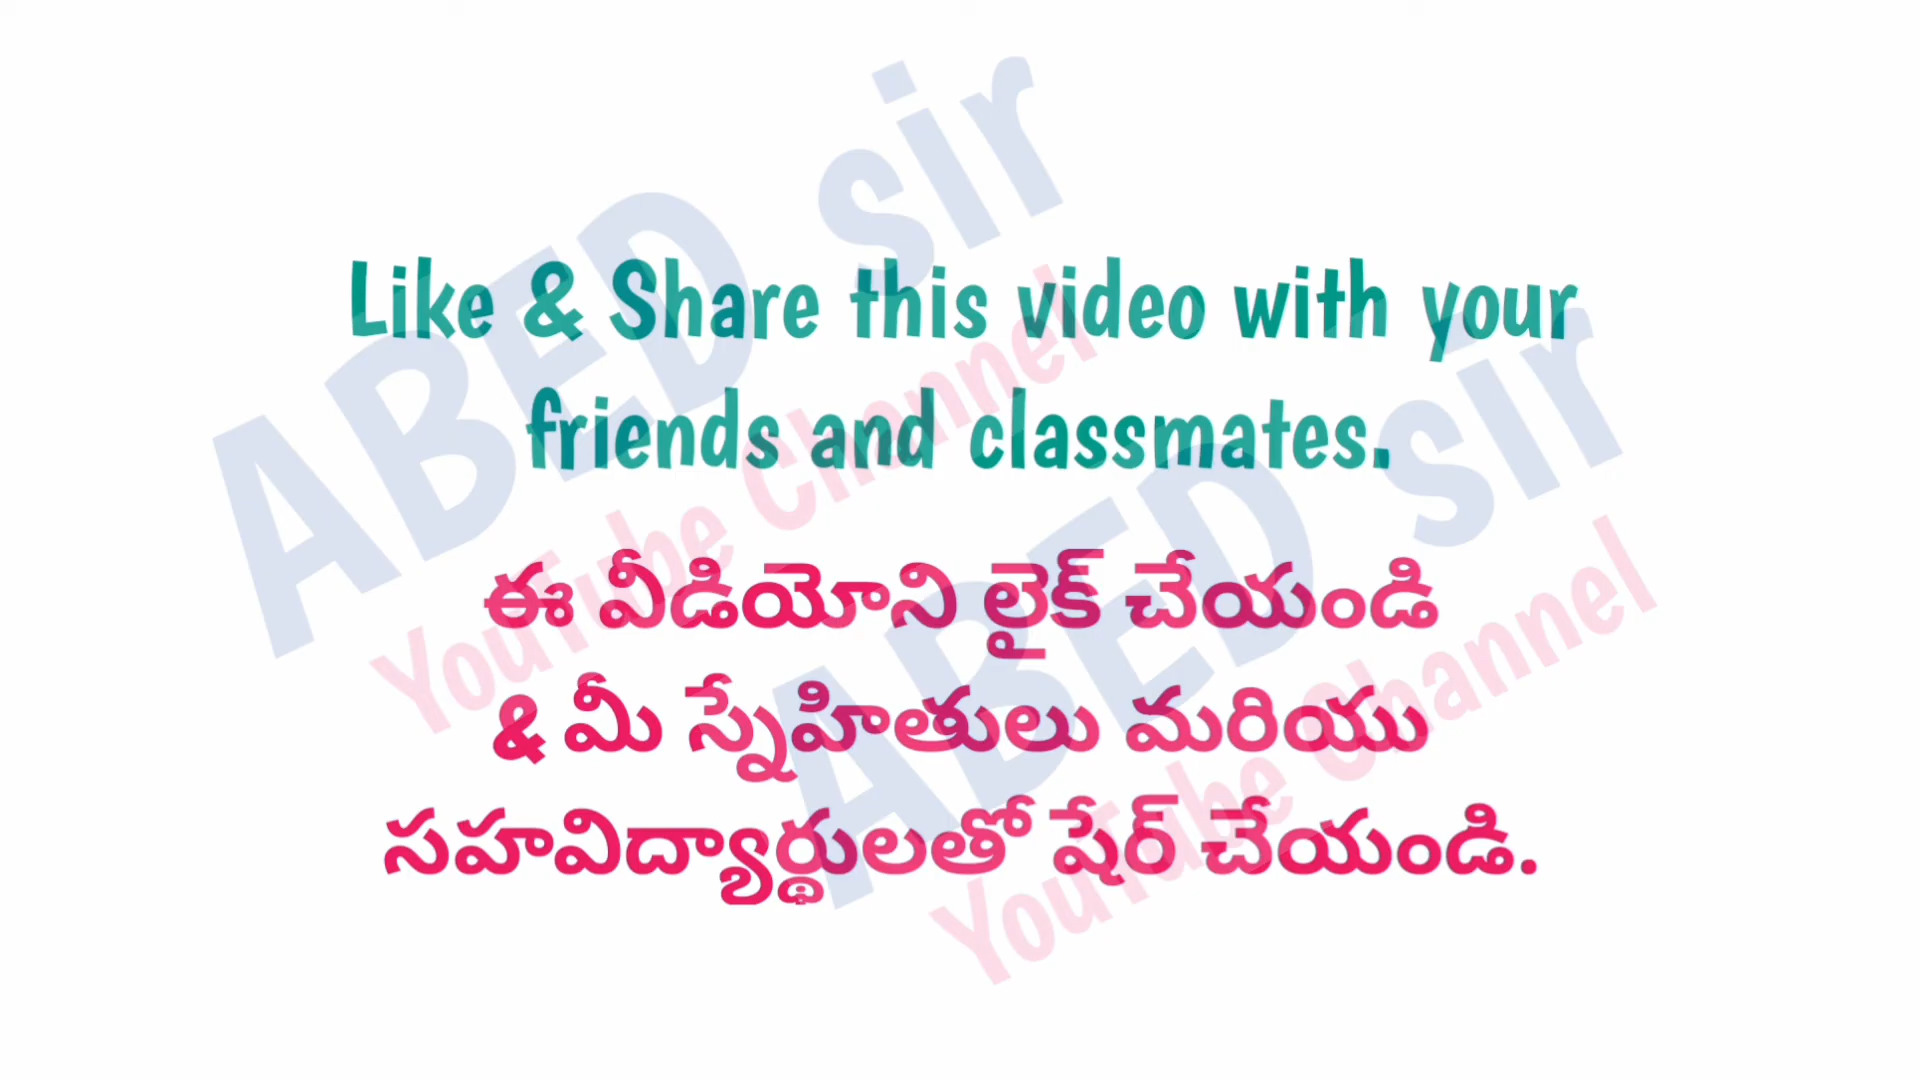 Like & Share this video with your
friends and classmates.
ఈ వీడియోని లైక్ చేయండి
& మీ స్నేహితులు మరియు
సహవిద్యార్థులతో షేర్ చేయండి.
ABED sir
YouTube Channel
ABED sir
YouTube Channel